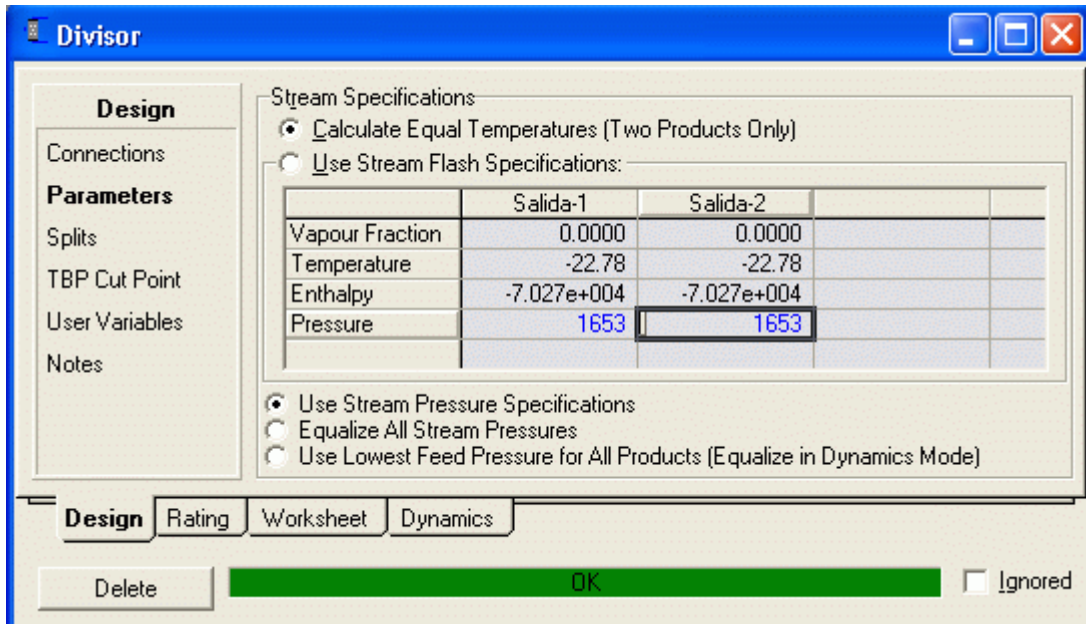 Divisor
Design
Connections
Parameters
Splits
TBP Cut Point
User Variables
Notes
Stream Specifications
Calculate Equal Temperatures (Two Products Only)
Use Stream Flash Specifications:
Salida-1 Salida-2
Vapour Fraction 0.0000 0.0000
Temperature -22.78 -22.78
Enthalpy -7.027e+004 -7.027e+004
Pressure 1653 1653
Use Stream Pressure Specifications
Equalize All Stream Pressures
Use Lowest Feed Pressure for All Products (Equalize in Dynamics Mode)
Design Rating Worksheet Dynamics
Delete OK Ignored